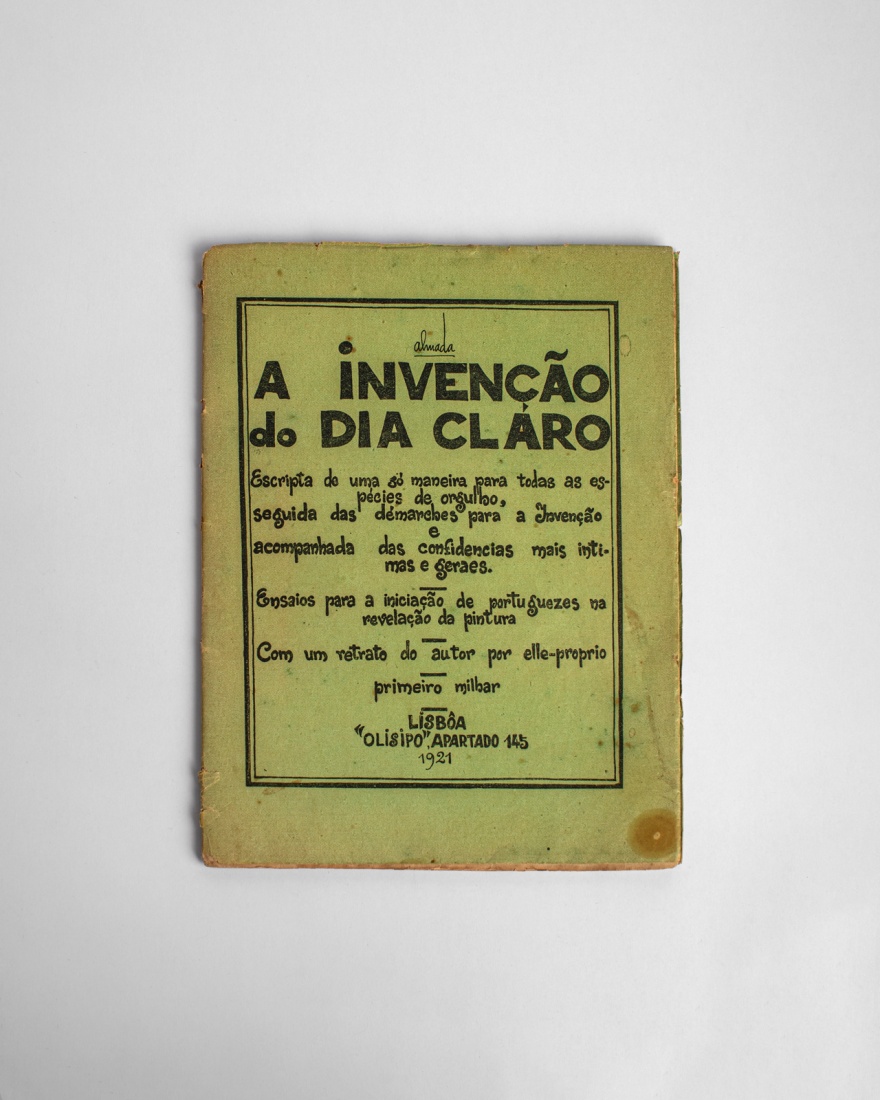 almada
A iNVENÇÃO
do DIA CLARO
Escripta de uma só maneira para todas as es-
pécies de orgulho,
seguida das démarches para a Invenção
e
acompanhada das confidencias mais inti-
mas e geraes.
Ensaios para a iniciação de portuguezes na
revelação da pintura
Com um retrato do autor por elle-proprio
primeiro milhar
LISBÔA
"OLISIPO", APARTADO 145
1921